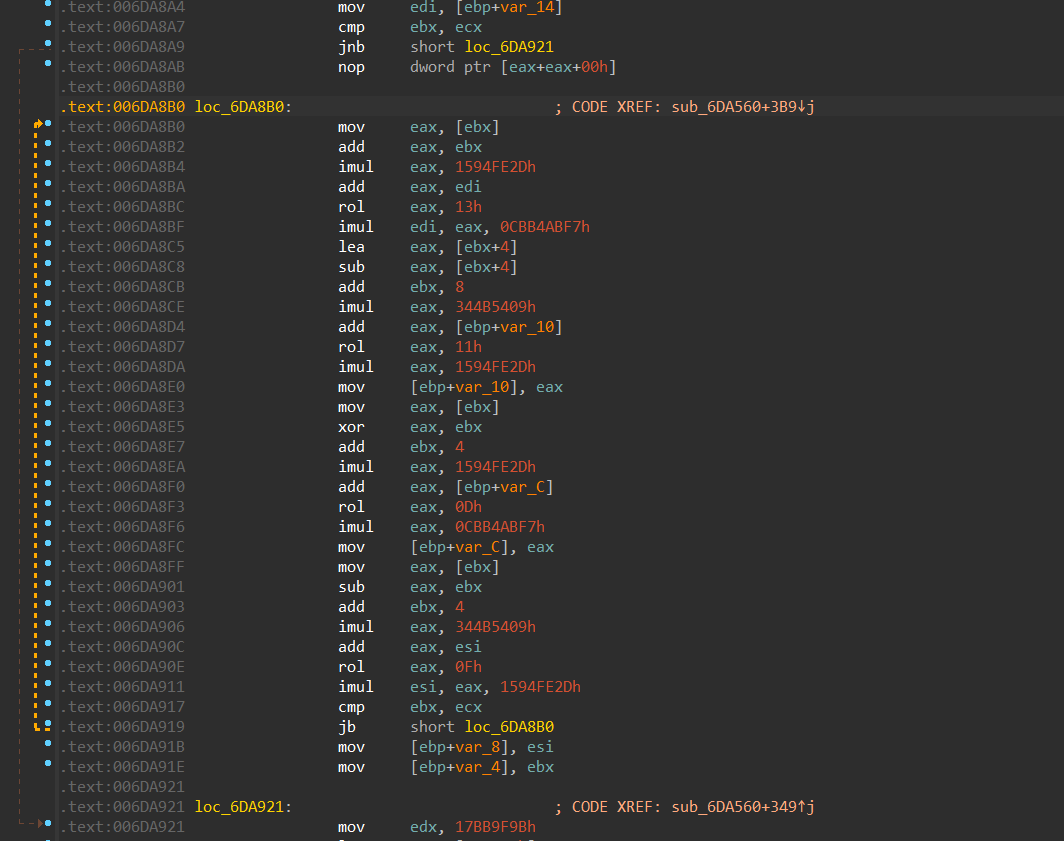 .text:006DA8A4 mov edi, [ebp+var_14]
.text:006DA8A7 cmp ebx, ecx
.text:006DA8A9 jnb short loc_6DA921
.text:006DA8AB nop dword ptr [eax+eax+00h]
.text:006DA8B0
.text:006DA8B0 loc_6DA8B0: ; CODE XREF: sub_6DA560+3B9↓j
.text:006DA8B0 mov eax, [ebx]
.text:006DA8B2 add eax, ebx
.text:006DA8B4 imul eax, 1594FE2Dh
.text:006DA8BA add eax, edi
.text:006DA8BC rol eax, 13h
.text:006DA8BF imul edi, eax, 0CBB4ABF7h
.text:006DA8C5 lea eax, [ebx+4]
.text:006DA8C8 sub eax, [ebx+4]
.text:006DA8CB add ebx, 8
.text:006DA8CE imul eax, 344B5409h
.text:006DA8D4 add eax, [ebp+var_10]
.text:006DA8D7 rol eax, 11h
.text:006DA8DA imul eax, 1594FE2Dh
.text:006DA8E0 mov [ebp+var_10], eax
.text:006DA8E3 mov eax, [ebx]
.text:006DA8E5 xor eax, ebx
.text:006DA8E7 add ebx, 4
.text:006DA8EA imul eax, 1594FE2Dh
.text:006DA8F0 add eax, [ebp+var_C]
.text:006DA8F3 rol eax, 0Dh
.text:006DA8F6 imul eax, 0CBB4ABF7h
.text:006DA8FC mov [ebp+var_C], eax
.text:006DA8FF mov eax, [ebx]
.text:006DA901 sub eax, ebx
.text:006DA903 add ebx, 4
.text:006DA906 imul eax, 344B5409h
.text:006DA90C add eax, esi
.text:006DA90E rol eax, 0Fh
.text:006DA911 imul esi, eax, 1594FE2Dh
.text:006DA917 cmp ebx, ecx
.text:006DA919 jb short loc_6DA8B0
.text:006DA91B mov [ebp+var_8], esi
.text:006DA91E mov [ebp+var_4], ebx
.text:006DA921
.text:006DA921 loc_6DA921: ; CODE XREF: sub_6DA560+349↑j
.text:006DA921 mov edx, 17BB9F9Bh